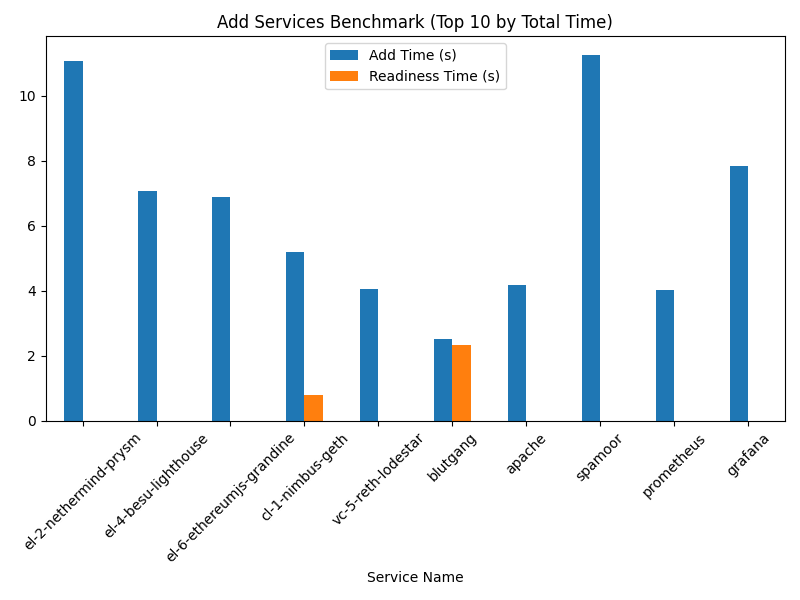 Add Services Benchmark (Top 10 by Total Time)
Add Time (s)
Readiness Time (s)
10
8
6
4
2
0
el-2-nethermind-prysm
el-4-besu-lighthouse
el-6-ethereumjs-grandine
cl-1-nimbus-geth
vc-5-reth-lodestar
blutgang
apache
spamoor
prometheus
grafana
Service Name